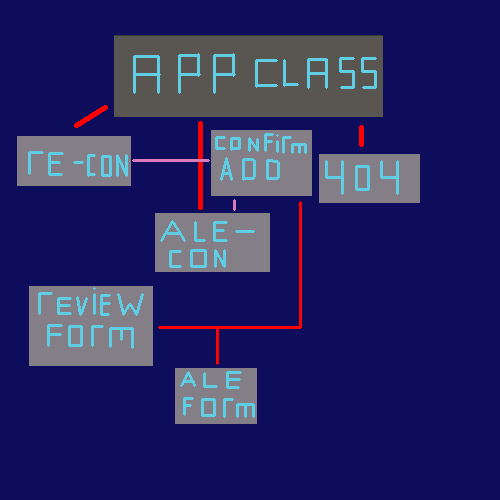 APP CLASS
rE-CON
CONFirm
ADD
404
ALE-
CON
rEViEW
FOrm
ALE
FOrm